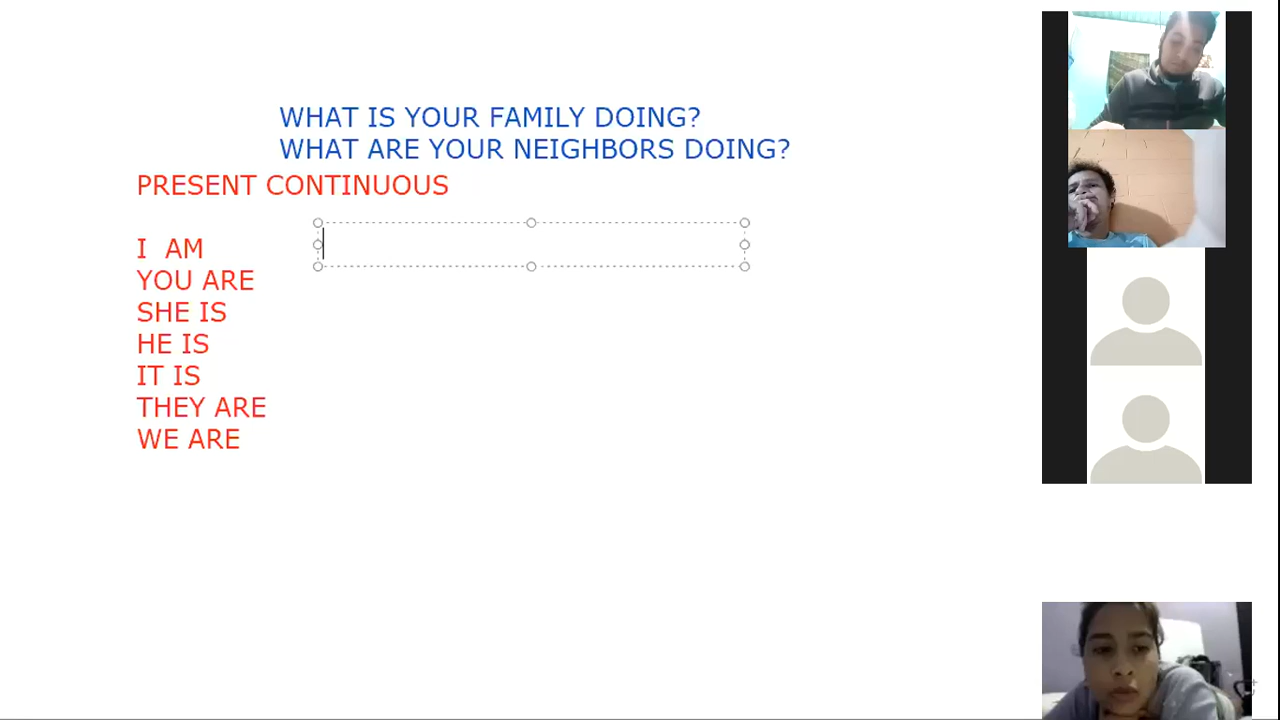 WHAT IS YOUR FAMILY DOING?
WHAT ARE YOUR NEIGHBORS DOING?
PRESENT CONTINUOUS
I AM
YOU ARE
SHE IS
HE IS
IT IS
THEY ARE
WE ARE